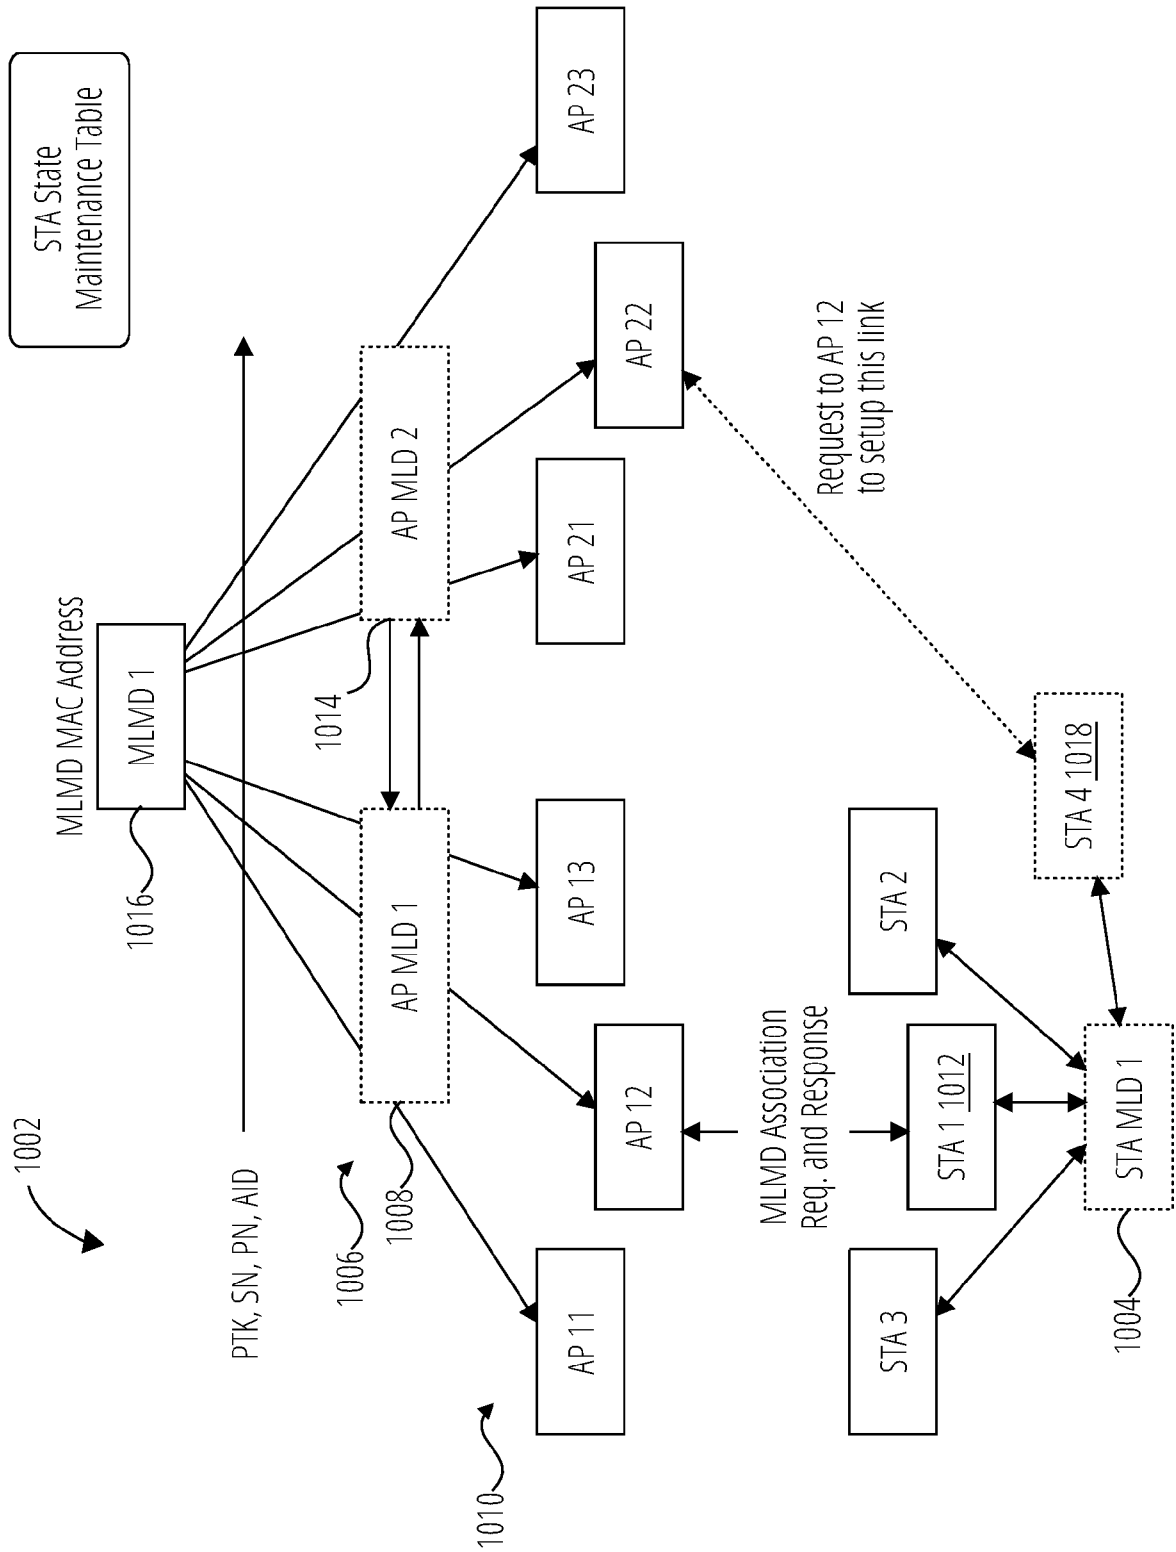 1002
STA State
Maintenance Table
MLMD MAC Address
MLMD 1
1016
PTK, SN, PN, AID
1006
1008
AP MLD 1
1014
AP MLD 2
1010
AP 11
AP 12
AP 13
AP 21
AP 22
AP 23
MLMD Association
Req. and Response
Request to AP 12
to setup this link
STA 3
STA 1 1012
STA 2
STA 4 1018
1004
STA MLD 1